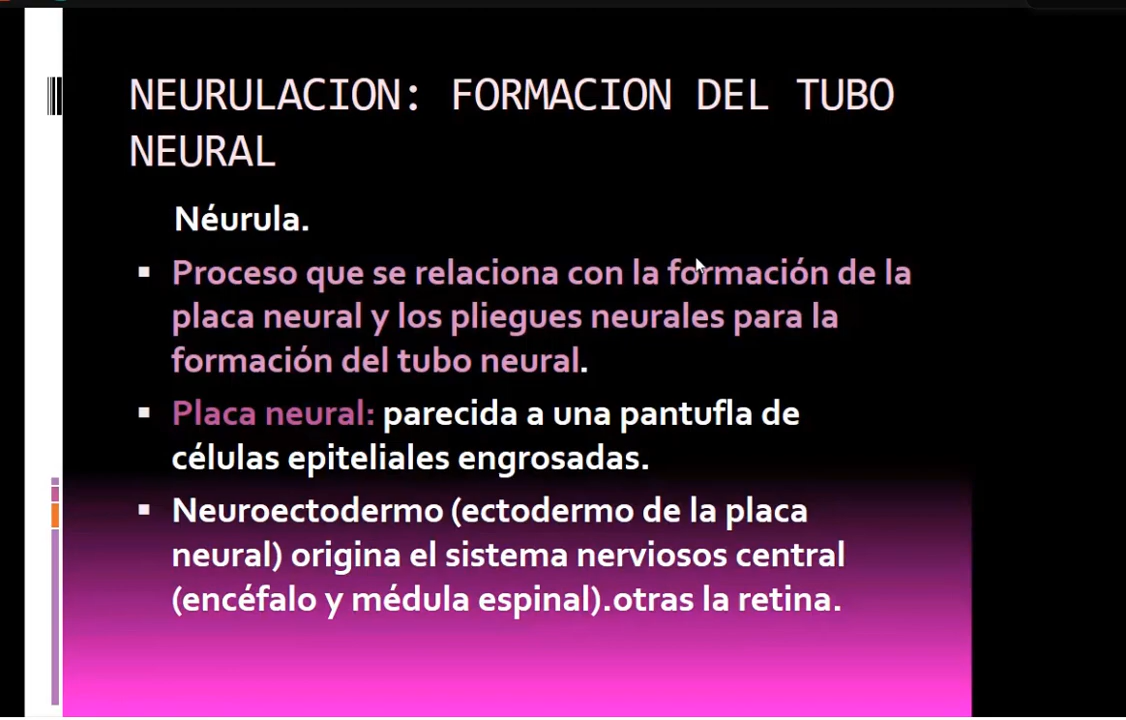 NEURULACION: FORMACION DEL TUBO
NEURAL
Néurula.
▪ Proceso que se relaciona con la formación de la
placa neural y los pliegues neurales para la
formación del tubo neural.
▪ Placa neural: parecida a una pantufla de
células epiteliales engrosadas.
▪ Neuroectodermo (ectodermo de la placa
neural) origina el sistema nerviosos central
(encéfalo y médula espinal).otras la retina.